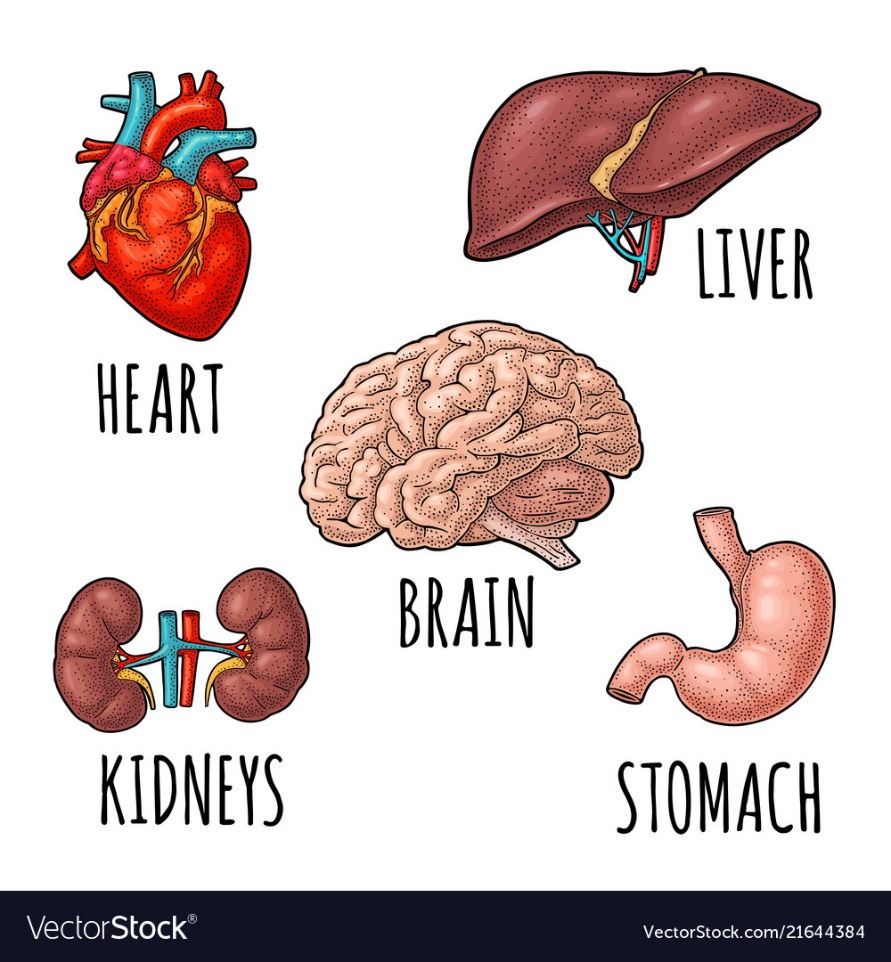 LIVER
HEART
BRAIN
KIDNEYS
STOMACH
VectorStock®
VectorStock.com/21644384